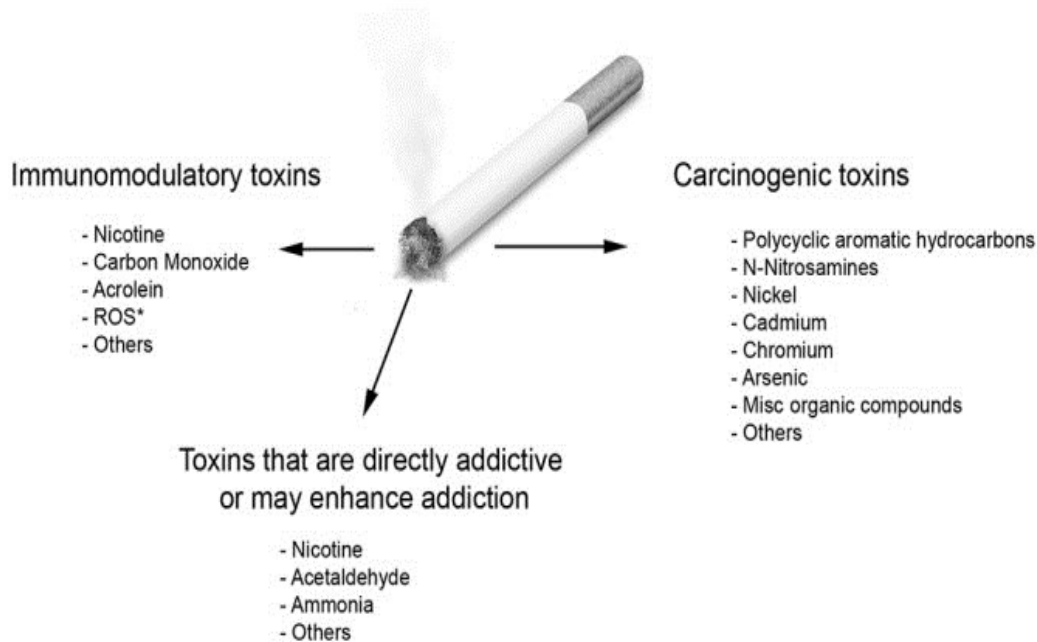 Immunomodulatory toxins
- Nicotine
- Carbon Monoxide
- Acrolein
- ROS*
- Others
Carcinogenic toxins
- Polycyclic aromatic hydrocarbons
- N-Nitrosamines
- Nickel
- Cadmium
- Chromium
- Arsenic
- Misc organic compounds
- Others
Toxins that are directly addictive
or may enhance addiction
- Nicotine
- Acetaldehyde
- Ammonia
- Others